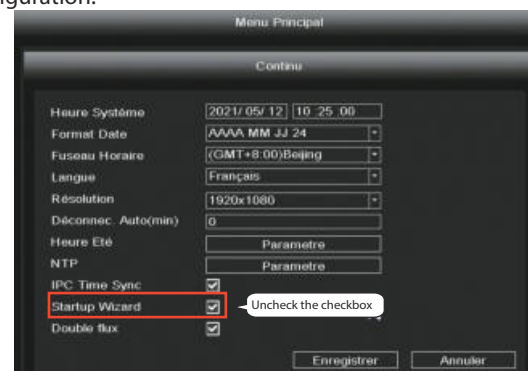 iguration.
Menu Principal
Continu
Heure Système 2021/ 05/ 12 10 :25 :00
Format Date AAAA MM JJ 24
Fuseau Horaire (GMT+8:00)Beijing
Langue Français
Résolution 1920x1080
Déconnec. Auto(min) 0
Heure Eté Parametre
NTP Parametre
IPC Time Sync
Startup Wizard Uncheck the checkbox
Double flux
Enregistrer Annuler